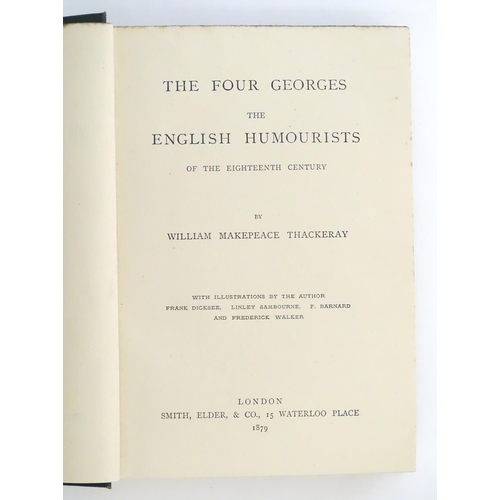 THE FOUR GEORGES
THE
ENGLISH HUMOURISTS
OF THE EIGHTEENTH CENTURY
BY
WILLIAM MAKEPEACE THACKERAY
WITH ILLUSTRATIONS BY THE AUTHOR
FRANK DICKSEE, LINLEY SAMBOURNE, F. BARNARD
AND FREDERICK WALKER
LONDON
SMITH, ELDER, & CO., 15 WATERLOO PLACE
1879